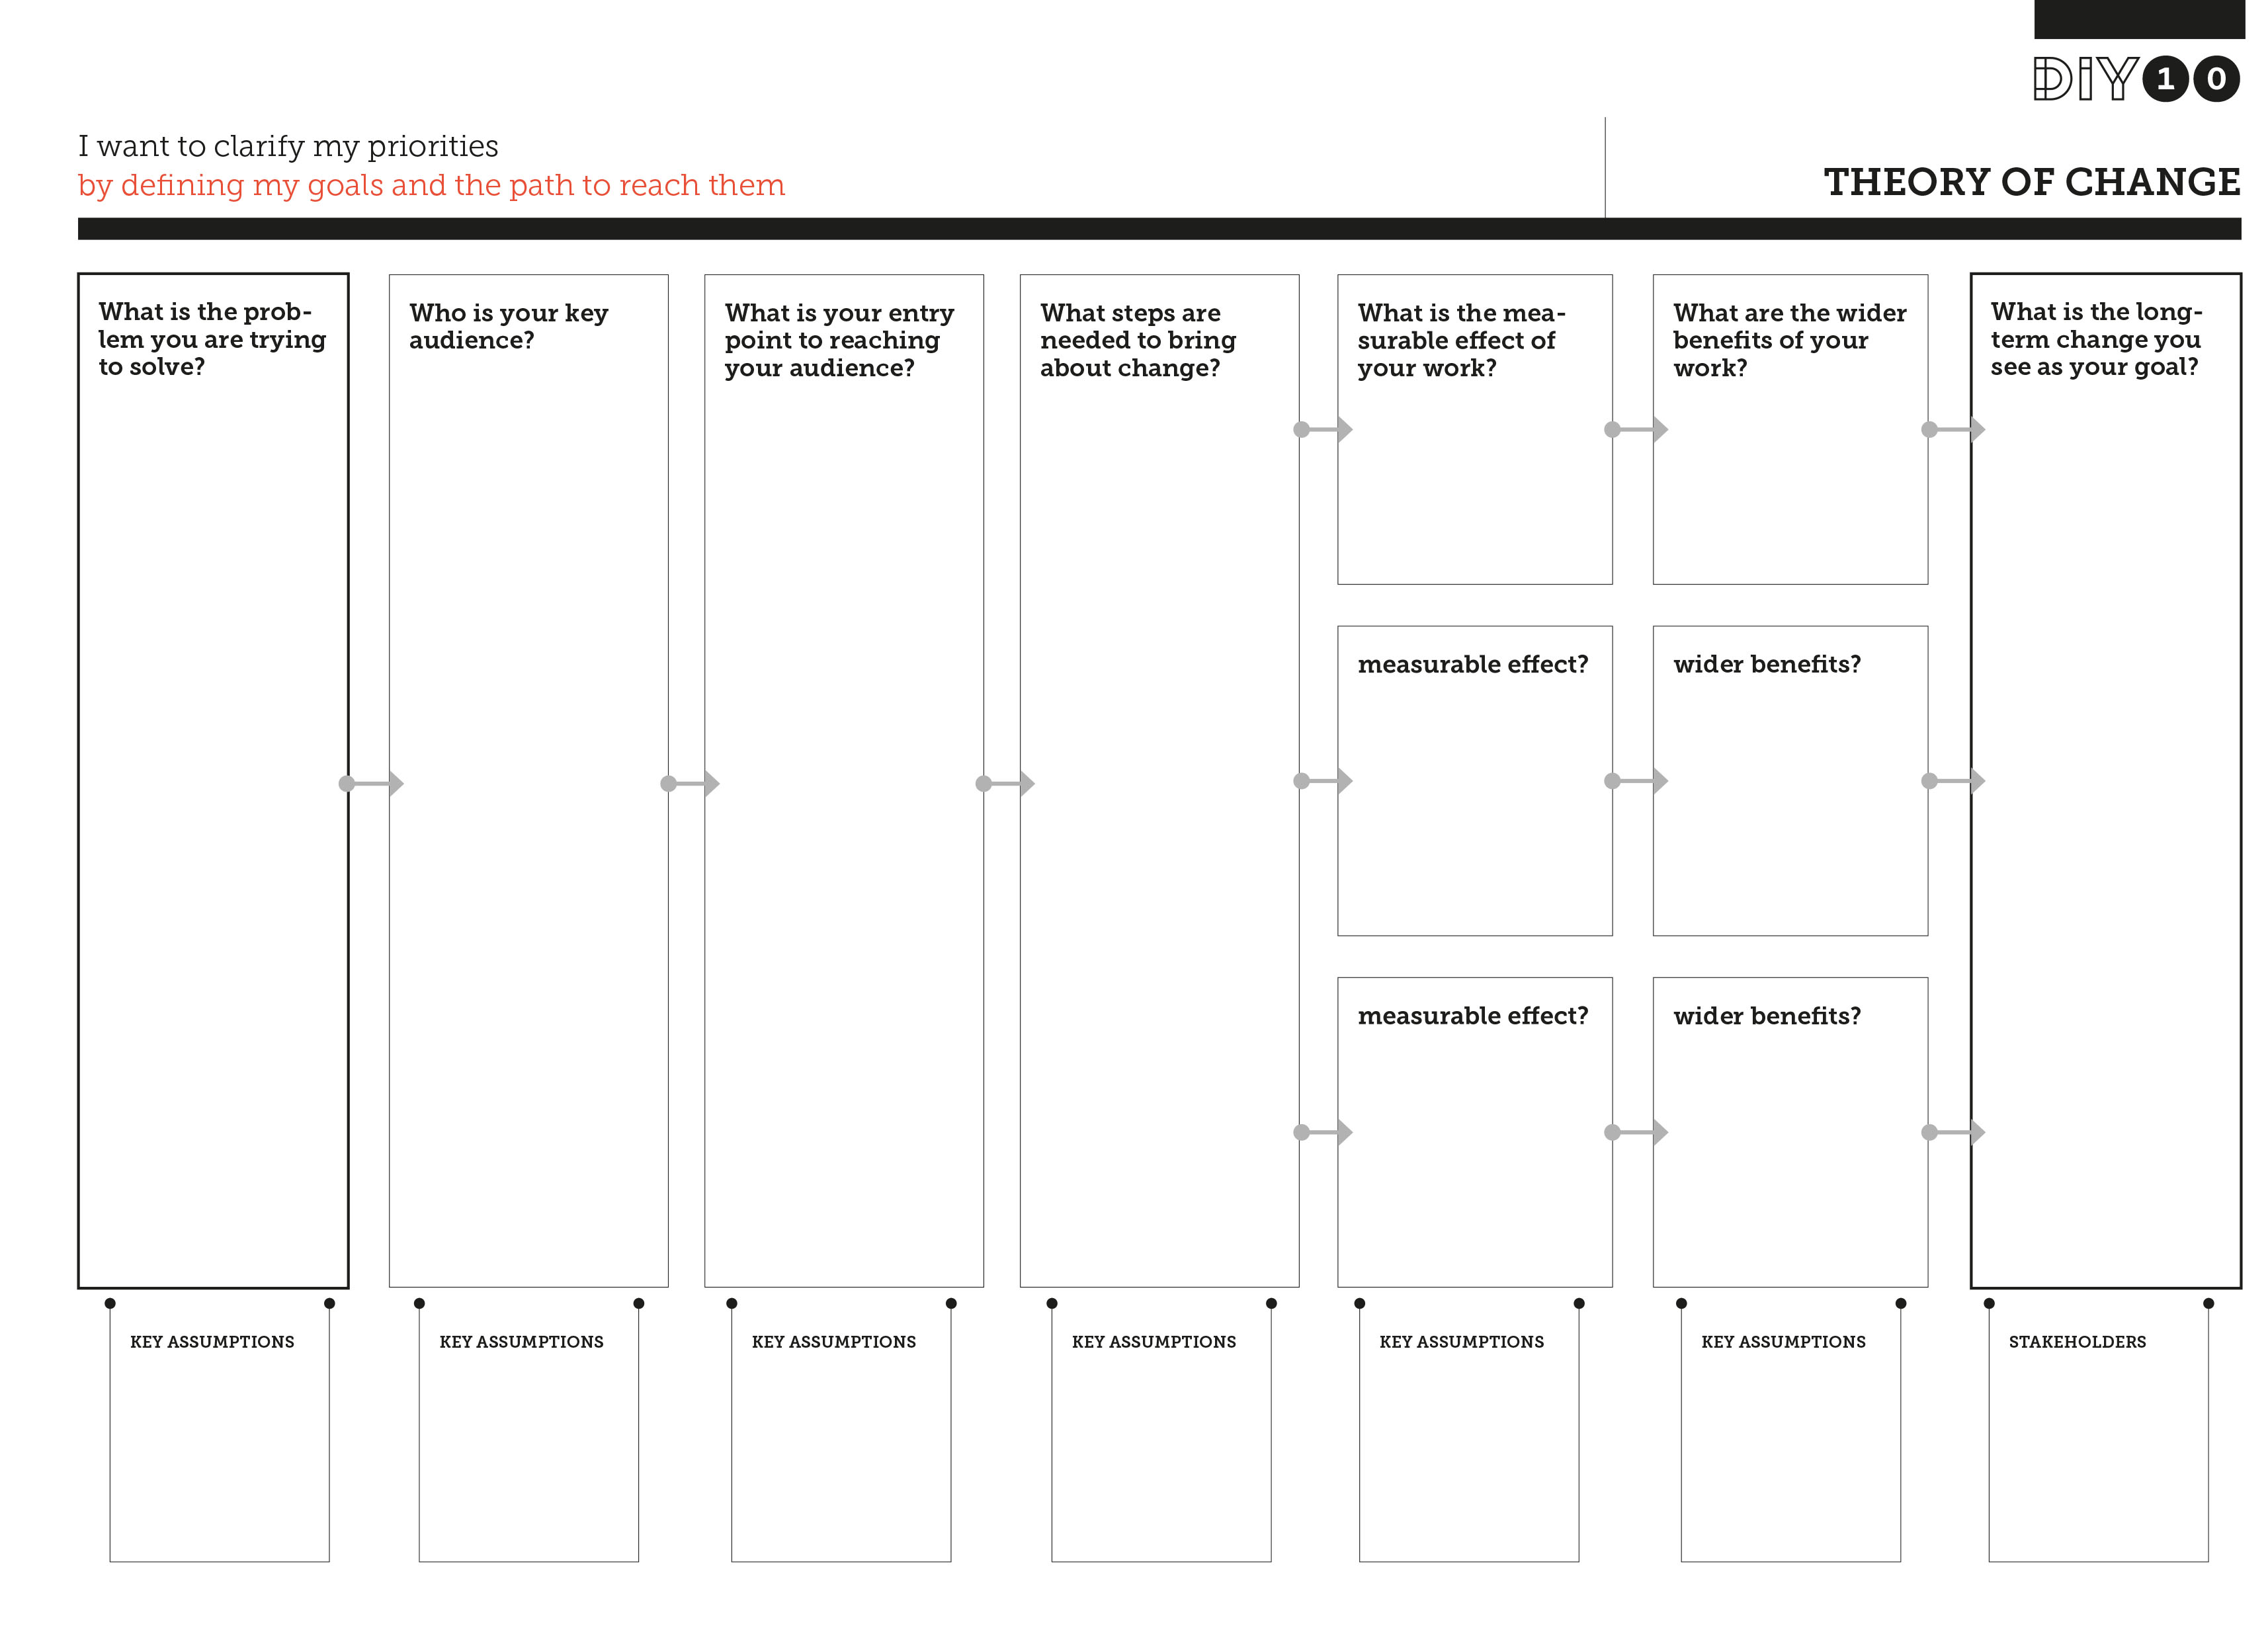 DIY10
I want to clarify my priorities
by defining my goals and the path to reach them
THEORY OF CHANGE
What is the prob-
lem you are trying
to solve?
Who is your key
audience?
What is your entry
point to reaching
your audience?
What steps are
needed to bring
about change?
What is the mea-
surable effect of
your work?
What are the wider
benefits of your
work?
What is the long-
term change you
see as your goal?
measurable effect?
wider benefits?
measurable effect?
wider benefits?
KEY ASSUMPTIONS
KEY ASSUMPTIONS
KEY ASSUMPTIONS
KEY ASSUMPTIONS
KEY ASSUMPTIONS
KEY ASSUMPTIONS
STAKEHOLDERS